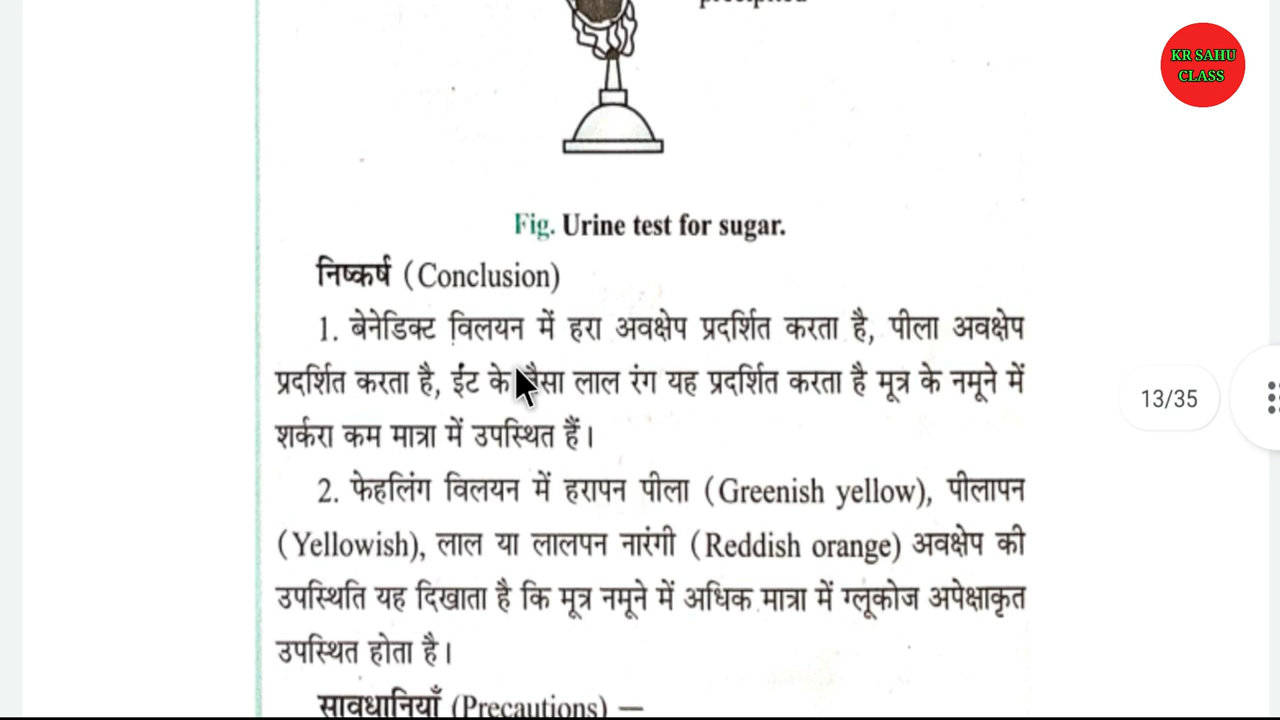 KR SAHU
CLASS
Fig. Urine test for sugar.
निष्कर्ष (Conclusion)
1. बेनेडिक्ट विलयन में हरा अवक्षेप प्रदर्शित करता है, पीला अवक्षेप
प्रदर्शित करता है, ईंट के जैसा लाल रंग यह प्रदर्शित करता है मूत्र के नमूने में
शर्करा कम मात्रा में उपस्थित हैं।
13/35
2. फेहलिंग विलयन में हरापन पीला (Greenish yellow), पीलापन
(Yellowish), लाल या लालपन नारंगी (Reddish orange) अवक्षेप की
उपस्थिति यह दिखाता है कि मूत्र नमूने में अधिक मात्रा में ग्लूकोज अपेक्षाकृत
उपस्थित होता है।
सावधानियाँ (Precautions) —